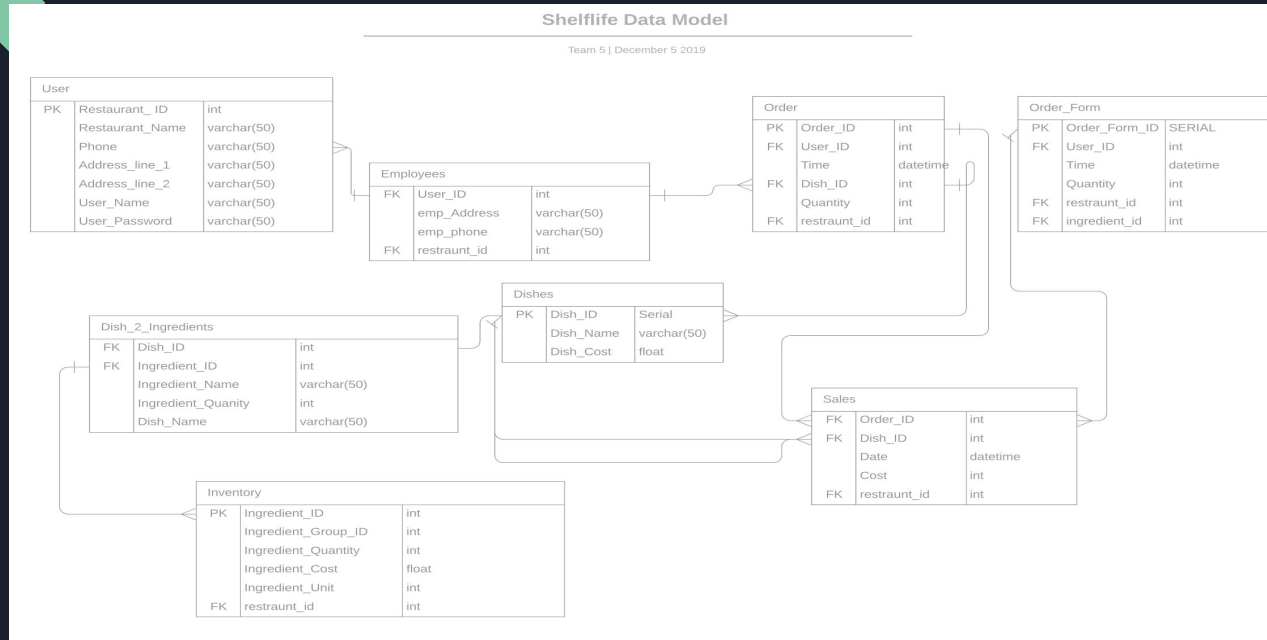 Shelflife Data Model
Team 5 | December 5 2019
User
PK Restaurant_ ID int
Restaurant_Name varchar(50)
Phone varchar(50)
Address_line_1 varchar(50)
Address_line_2 varchar(50)
User_Name varchar(50)
User_Password varchar(50)
Employees
FK User_ID int
emp_Address varchar(50)
emp_phone varchar(50)
FK restraunt_id int
Order
PK Order_ID int
FK User_ID int
Time datetime
FK Dish_ID int
Quantity int
FK restraunt_id int
Order_Form
PK Order_Form_ID SERIAL
FK User_ID int
Time datetime
Quantity int
FK restraunt_id int
FK ingredient_id int
Dishes
PK Dish_ID Serial
Dish_Name varchar(50)
Dish_Cost float
Dish_2_Ingredients
FK Dish_ID int
FK Ingredient_ID int
Ingredient_Name varchar(50)
Ingredient_Quanity int
Dish_Name varchar(50)
Sales
FK Order_ID int
FK Dish_ID int
Date datetime
Cost int
FK restraunt_id int
Inventory
PK Ingredient_ID int
Ingredient_Group_ID int
Ingredient_Quantity int
Ingredient_Cost float
Ingredient_Unit int
FK restraunt_id int